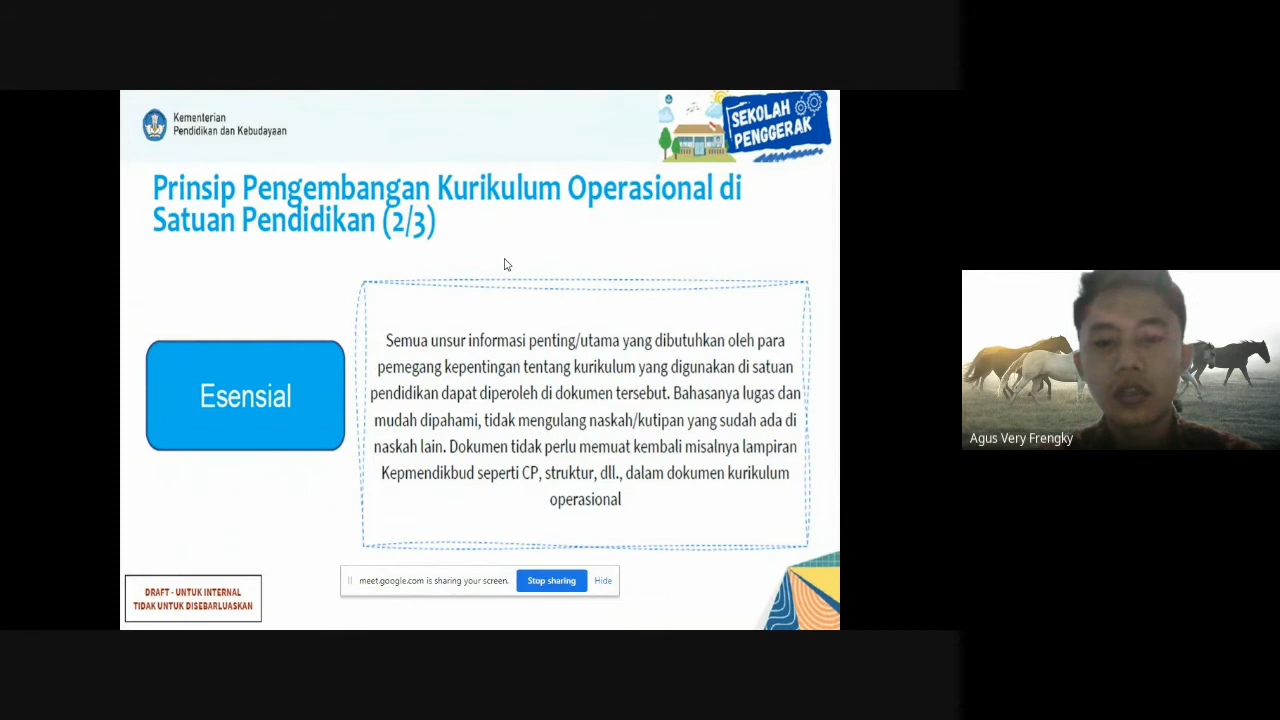 Kementerian
Pendidikan dan Kebudayaan
SEKOLAH
PENGGERAK
Prinsip Pengembangan Kurikulum Operasional di
Satuan Pendidikan (2/3)
Esensial
Semua unsur informasi penting/utama yang dibutuhkan oleh para
pemegang kepentingan tentang kurikulum yang digunakan di satuan
pendidikan dapat diperoleh di dokumen tersebut. Bahasanya lugas dan
mudah dipahami, tidak mengulang naskah/kutipan yang sudah ada di
naskah lain. Dokumen tidak perlu memuat kembali misalnya lampiran
Kepmendikbud seperti CP, struktur, dll., dalam dokumen kurikulum
operasional
Agus Very Frengky
meet.google.com is sharing your screen.
Stop sharing
Hide
DRAFT - UNTUK INTERNAL
TIDAK UNTUK DISEBARLUASKAN